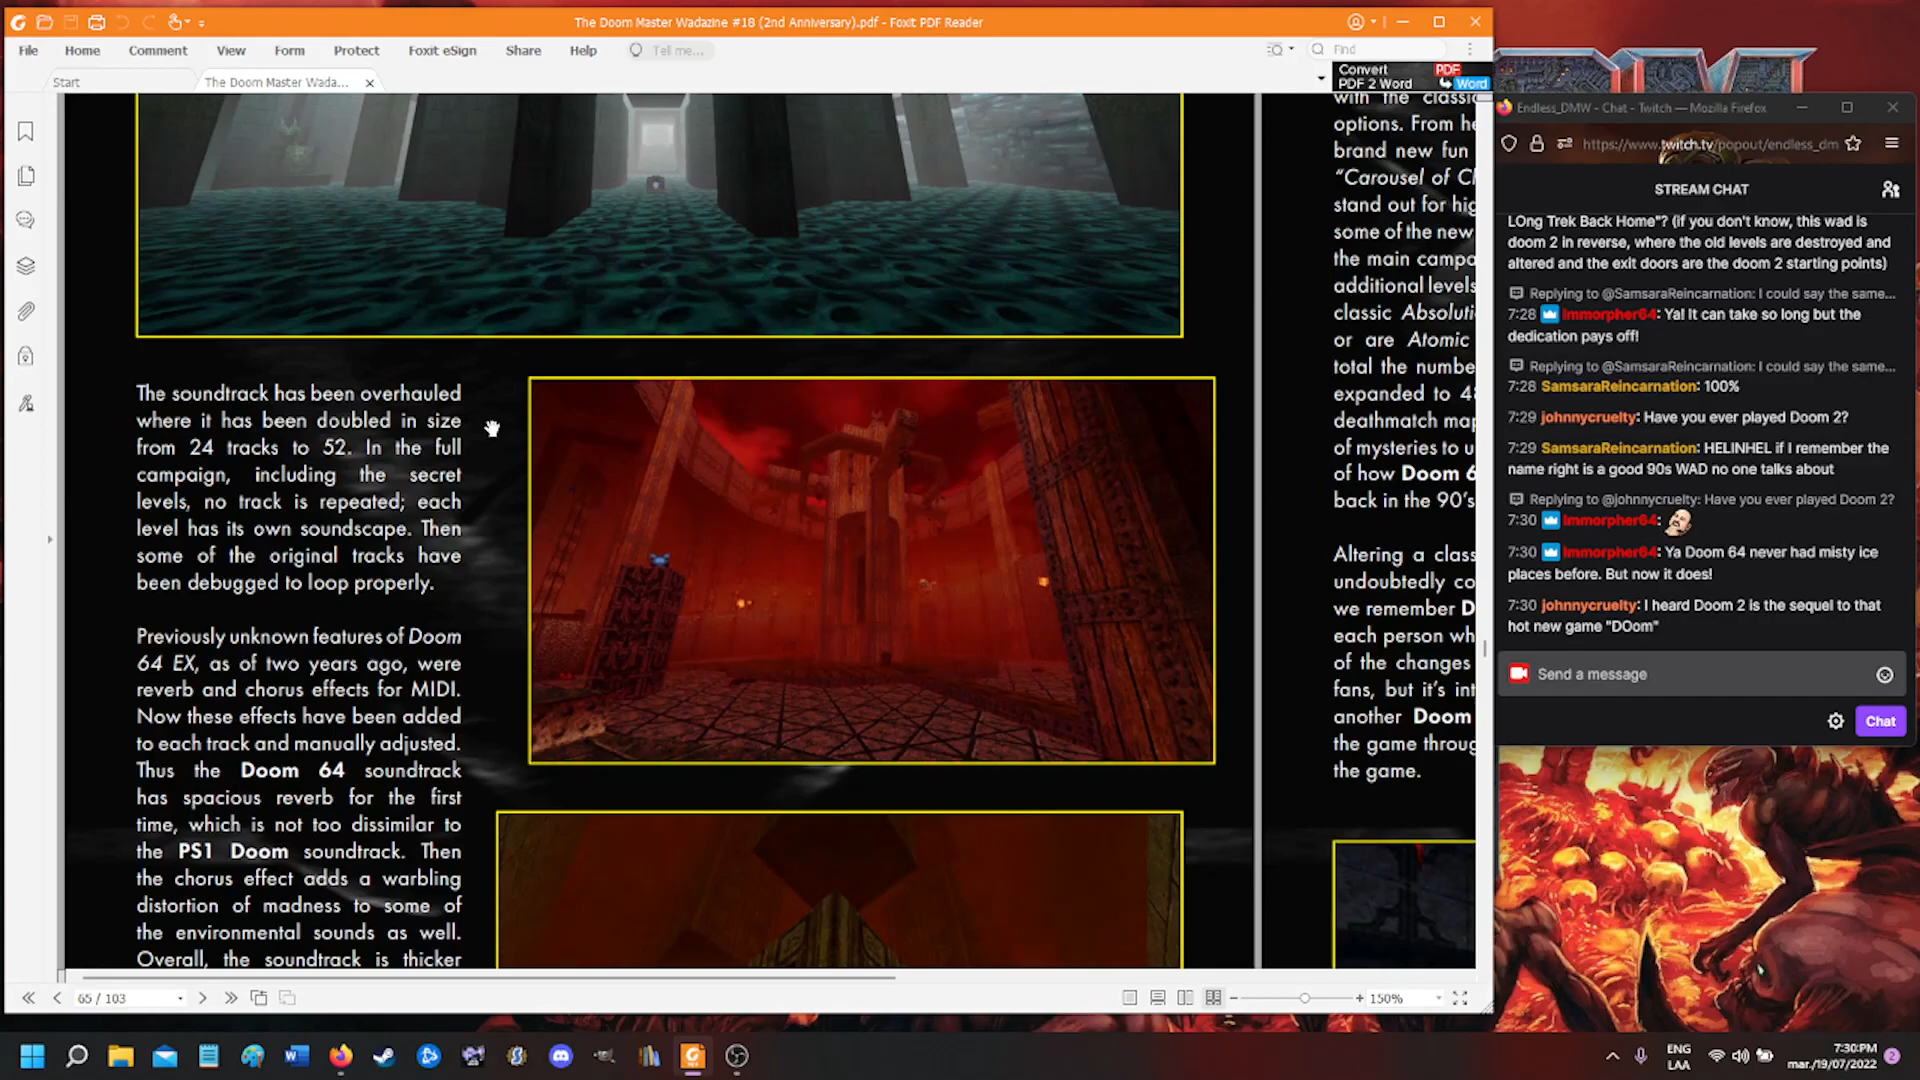 The Doom Master Wadazine #18 (2nd Anniversary).pdf - Foxit PDF Reader
File
Home
Comment
View
Form
Protect
Foxit eSign
Share
Help
Tell me...
Find
Start
The Doom Master Wada...
Convert
PDF
PDF 2 Word
Word
The soundtrack has been overhauled
where it has been doubled in size
from 24 tracks to 52. In the full
campaign, including the secret
levels, no track is repeated; each
level has its own soundscape. Then
some of the original tracks have
been debugged to loop properly.
Previously unknown features of Doom
64 EX, as of two years ago, were
reverb and chorus effects for MIDI.
Now these effects have been added
to each track and manually adjusted.
Thus the Doom 64 soundtrack
has spacious reverb for the first
time, which is not too dissimilar to
the PS1 Doom soundtrack. Then
the chorus effect adds a warbling
distortion of madness to some of
the environmental sounds as well.
Overall, the soundtrack is thicker
with the classic
options. From he
brand new fun
"Carousel of Cl
stand out for hig
some of the new
the main campa
additional levels
classic Absoluti
or are Atomic
total the numbe
expanded to 48
deathmatch map
of mysteries to u
of how Doom 6
back in the 90's
Altering a class
undoubtedly co
we remember D
each person wh
of the changes
fans, but it's int
another Doom
the game throug
the game.
65 / 103
150%
Endless_DMW - Chat - Twitch — Mozilla Firefox
https://www.twitch.tv/popout/endless_dm
STREAM CHAT
Long Trek Back Home"? (if you don't know, this wad is
doom 2 in reverse, where the old levels are destroyed and
altered and the exit doors are the doom 2 starting points)
Replying to @SamsaraReincarnation: I could say the same...
7:28 Immorpher64: Ya! It can take so long but the
dedication pays off!
Replying to @SamsaraReincarnation: I could say the same...
7:28 SamsaraReincarnation: 100%
7:29 johnnycruelty: Have you ever played Doom 2?
7:29 SamsaraReincarnation: HELINHEL if I remember the
name right is a good 90s WAD no one talks about
Replying to @johnnycruelty: Have you ever played Doom 2?
7:30 Immorpher64:
7:30 Immorpher64: Ya Doom 64 never had misty ice
places before. But now it does!
7:30 johnnycruelty: I heard Doom 2 is the sequel to that
hot new game "DOom"
Send a message
Chat
ENG
LAA
7:30:PM
mar./19/07/2022
2